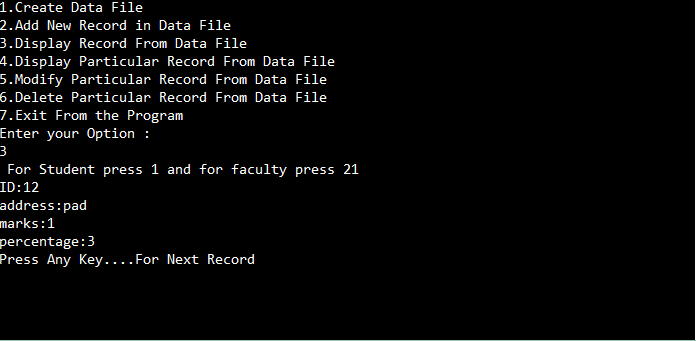 1.Create Data File
2.Add New Record in Data File
3.Display Record From Data File
4.Display Particular Record From Data File
5.Modify Particular Record From Data File
6.Delete Particular Record From Data File
7.Exit From the Program
Enter your Option :
3
For Student press 1 and for faculty press 21
ID:12
address:pad
marks:1
percentage:3
Press Any Key....For Next Record